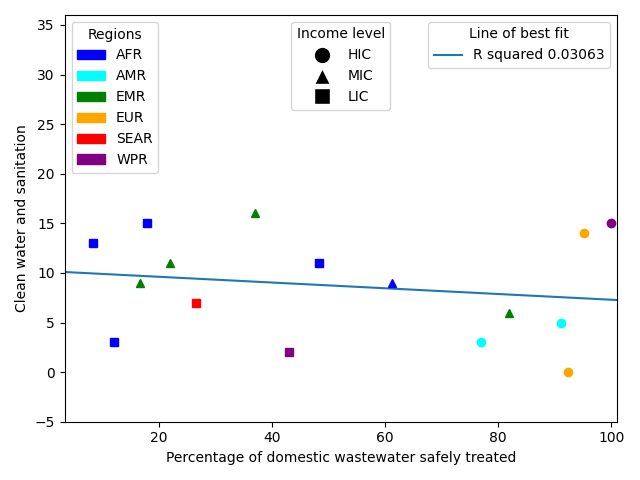 Regions
AFR
AMR
EMR
EUR
SEAR
WPR
Income level
HIC
MIC
LIC
Line of best fit
R squared 0.03063
Clean water and sanitation
35
30
25
20
15
10
5
0
−5
20
40
60
80
100
Percentage of domestic wastewater safely treated